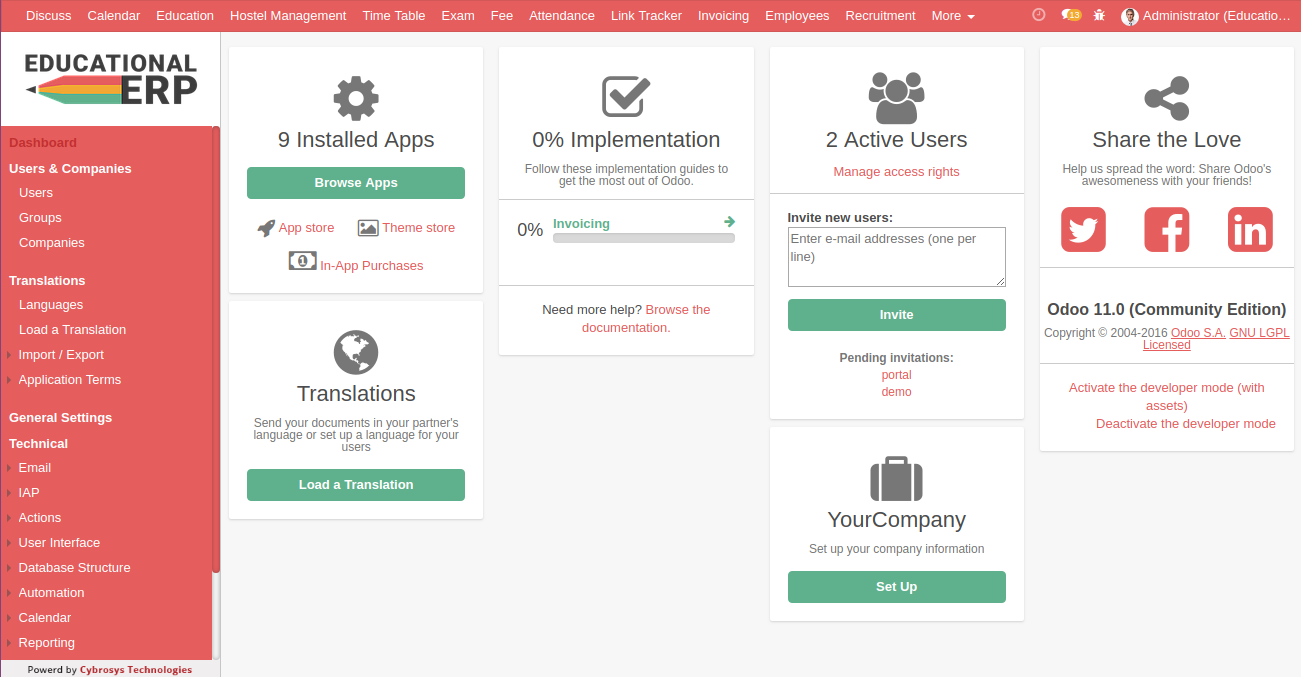 Discuss Calendar Education Hostel Management Time Table Exam Fee Attendance Link Tracker Invoicing Employees Recruitment More 13 Administrator (Educatio...
EDUCATIONAL
ERP
Dashboard
Users & Companies
Users
Groups
Companies
Translations
Languages
Load a Translation
Import / Export
Application Terms
General Settings
Technical
Email
IAP
Actions
User Interface
Database Structure
Automation
Calendar
Reporting
Powerd by Cybrosys Technologies
9 Installed Apps
Browse Apps
App store Theme store
1 In-App Purchases
Translations
Send your documents in your partner's
language or set up a language for your
users
Load a Translation
0% Implementation
Follow these implementation guides to
get the most out of Odoo.
0% Invoicing
Need more help? Browse the
documentation.
2 Active Users
Manage access rights
Invite new users:
Enter e-mail addresses (one per
line)
Invite
Pending invitations:
portal
demo
YourCompany
Set up your company information
Set Up
Share the Love
Help us spread the word: Share Odoo's
awesomeness with your friends!
f in
Odoo 11.0 (Community Edition)
Copyright © 2004-2016 Odoo S.A. GNU LGPL
Licensed
Activate the developer mode (with
assets)
Deactivate the developer mode